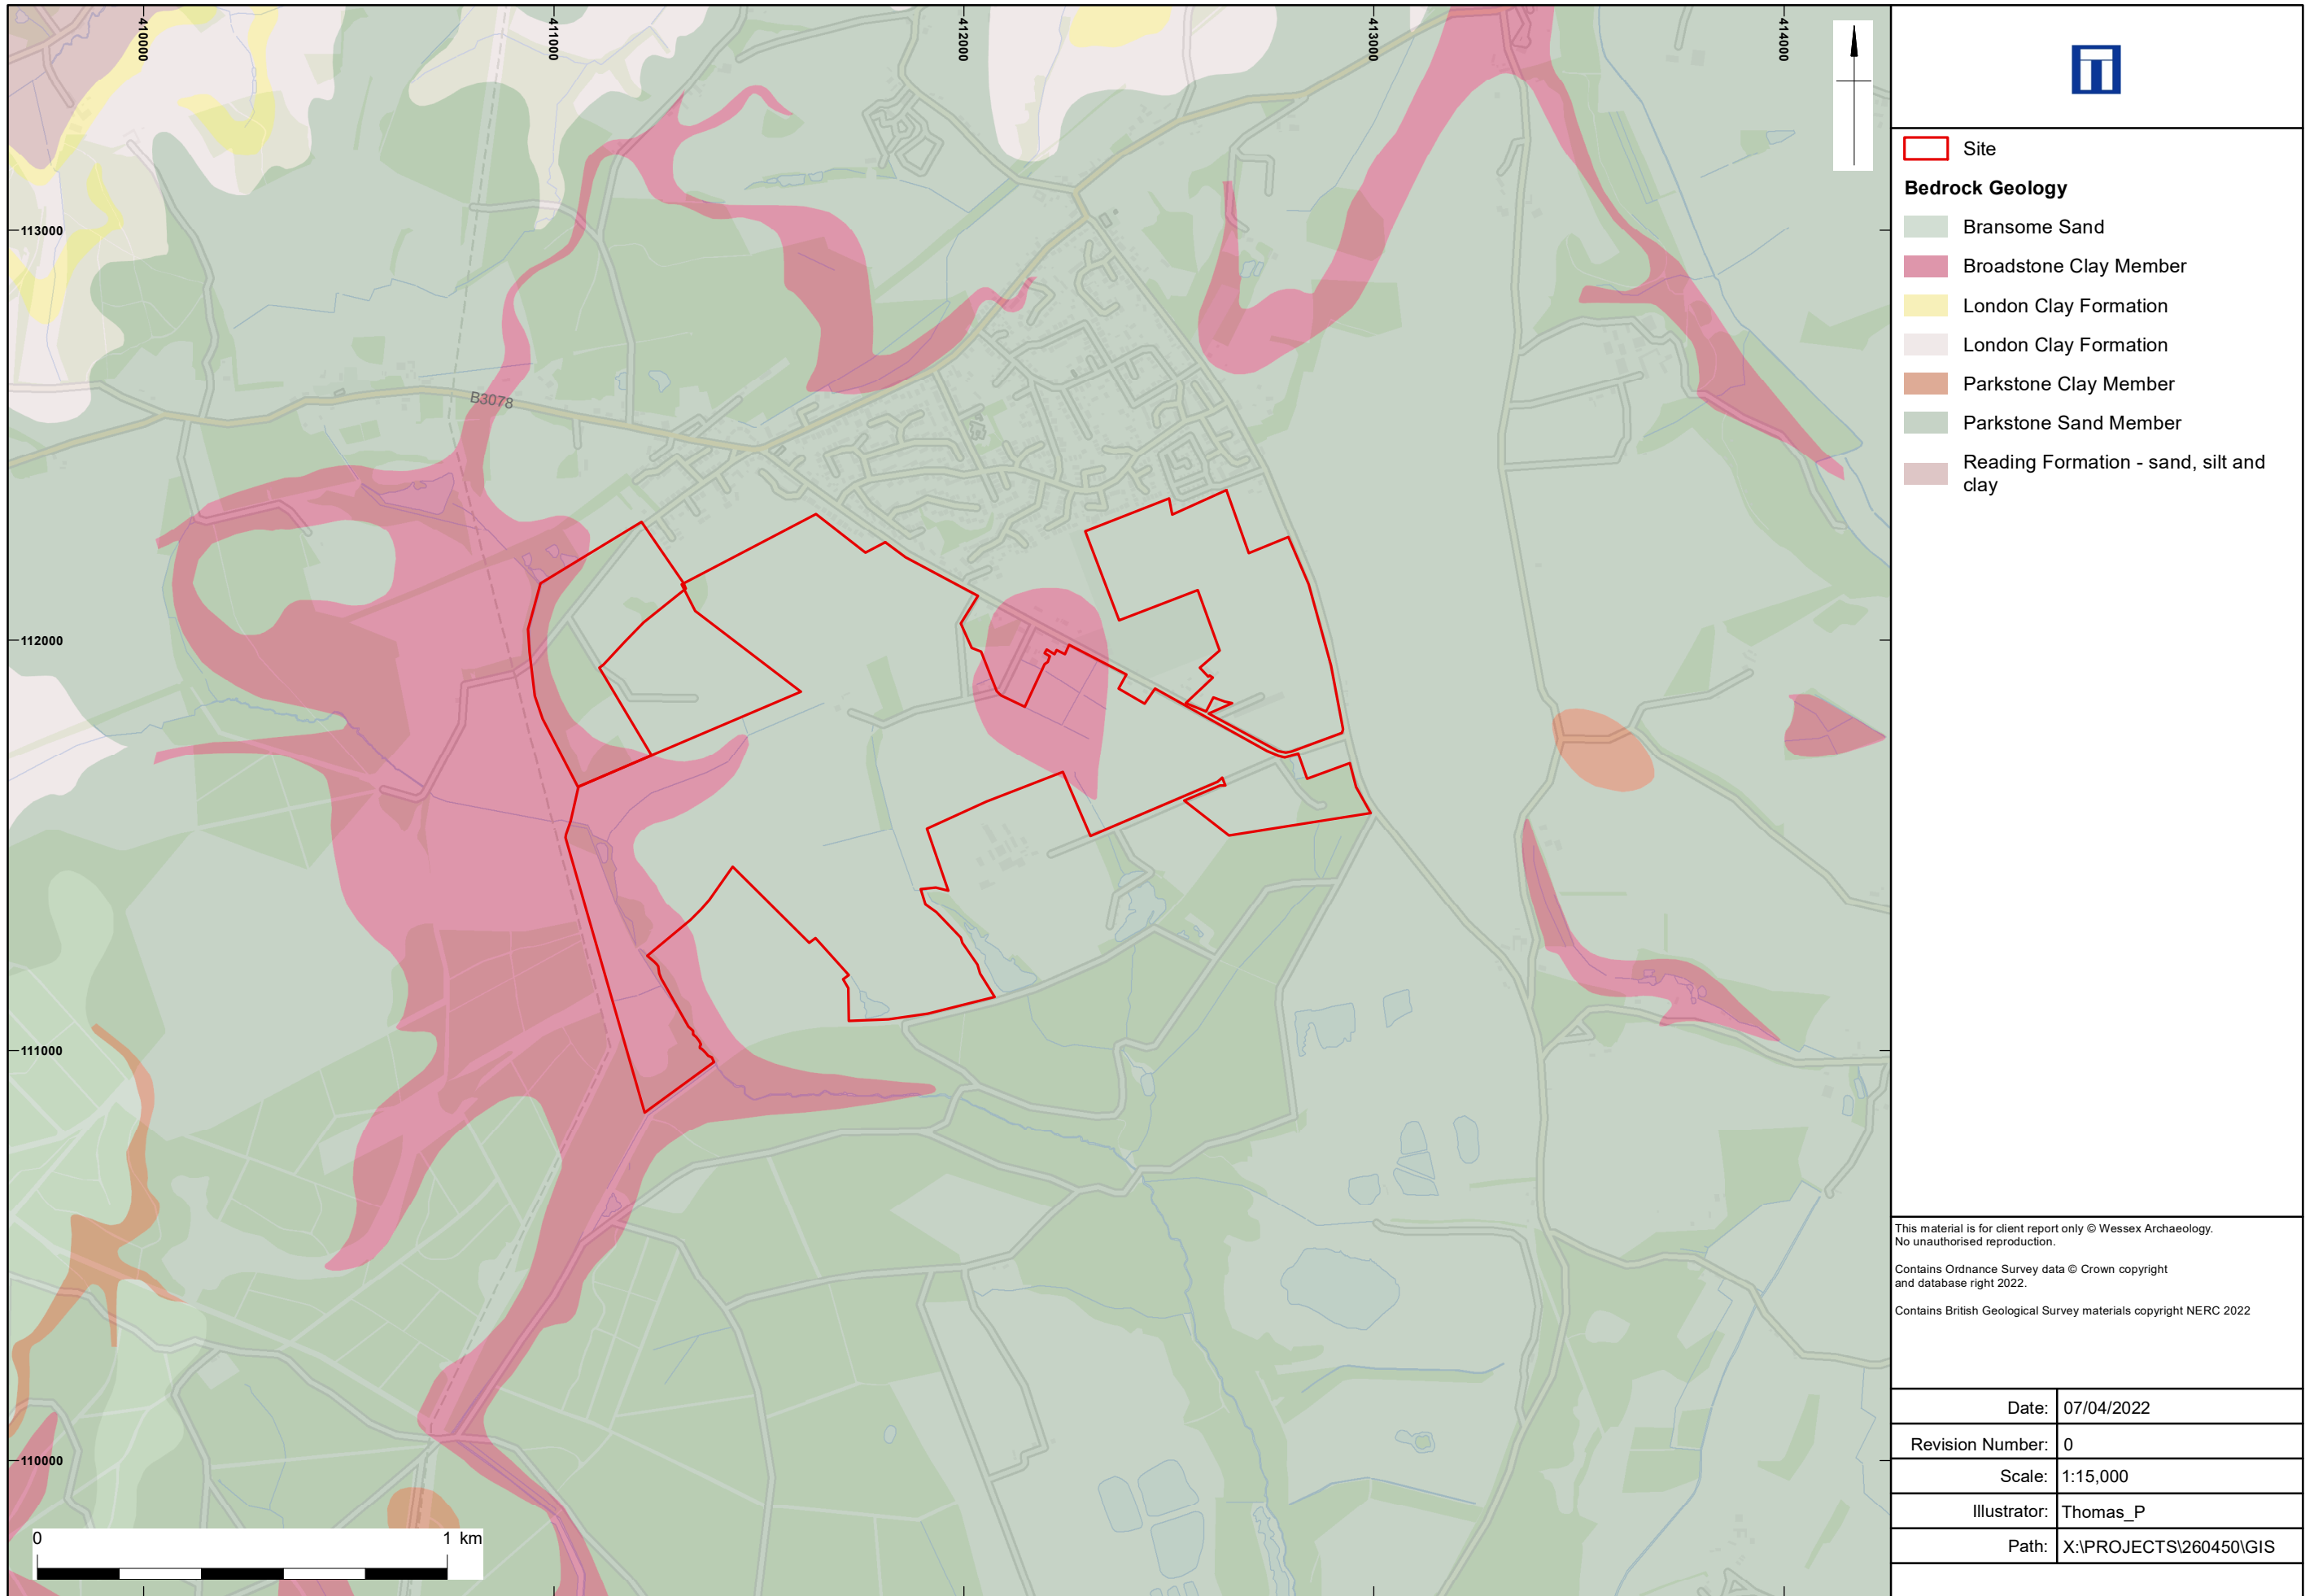 410000
411000
412000
413000
414000
113000
112000
111000
110000
B3078
0
1 km
Site
Bedrock Geology
Bransome Sand
Broadstone Clay Member
London Clay Formation
London Clay Formation
Parkstone Clay Member
Parkstone Sand Member
Reading Formation - sand, silt and
clay
This material is for client report only © Wessex Archaeology.
No unauthorised reproduction.
Contains Ordnance Survey data © Crown copyright
and database right 2022.
Contains British Geological Survey materials copyright NERC 2022
Date: 07/04/2022
Revision Number: 0
Scale: 1:15,000
Illustrator: Thomas_P
Path: X:\PROJECTS\260450\GIS